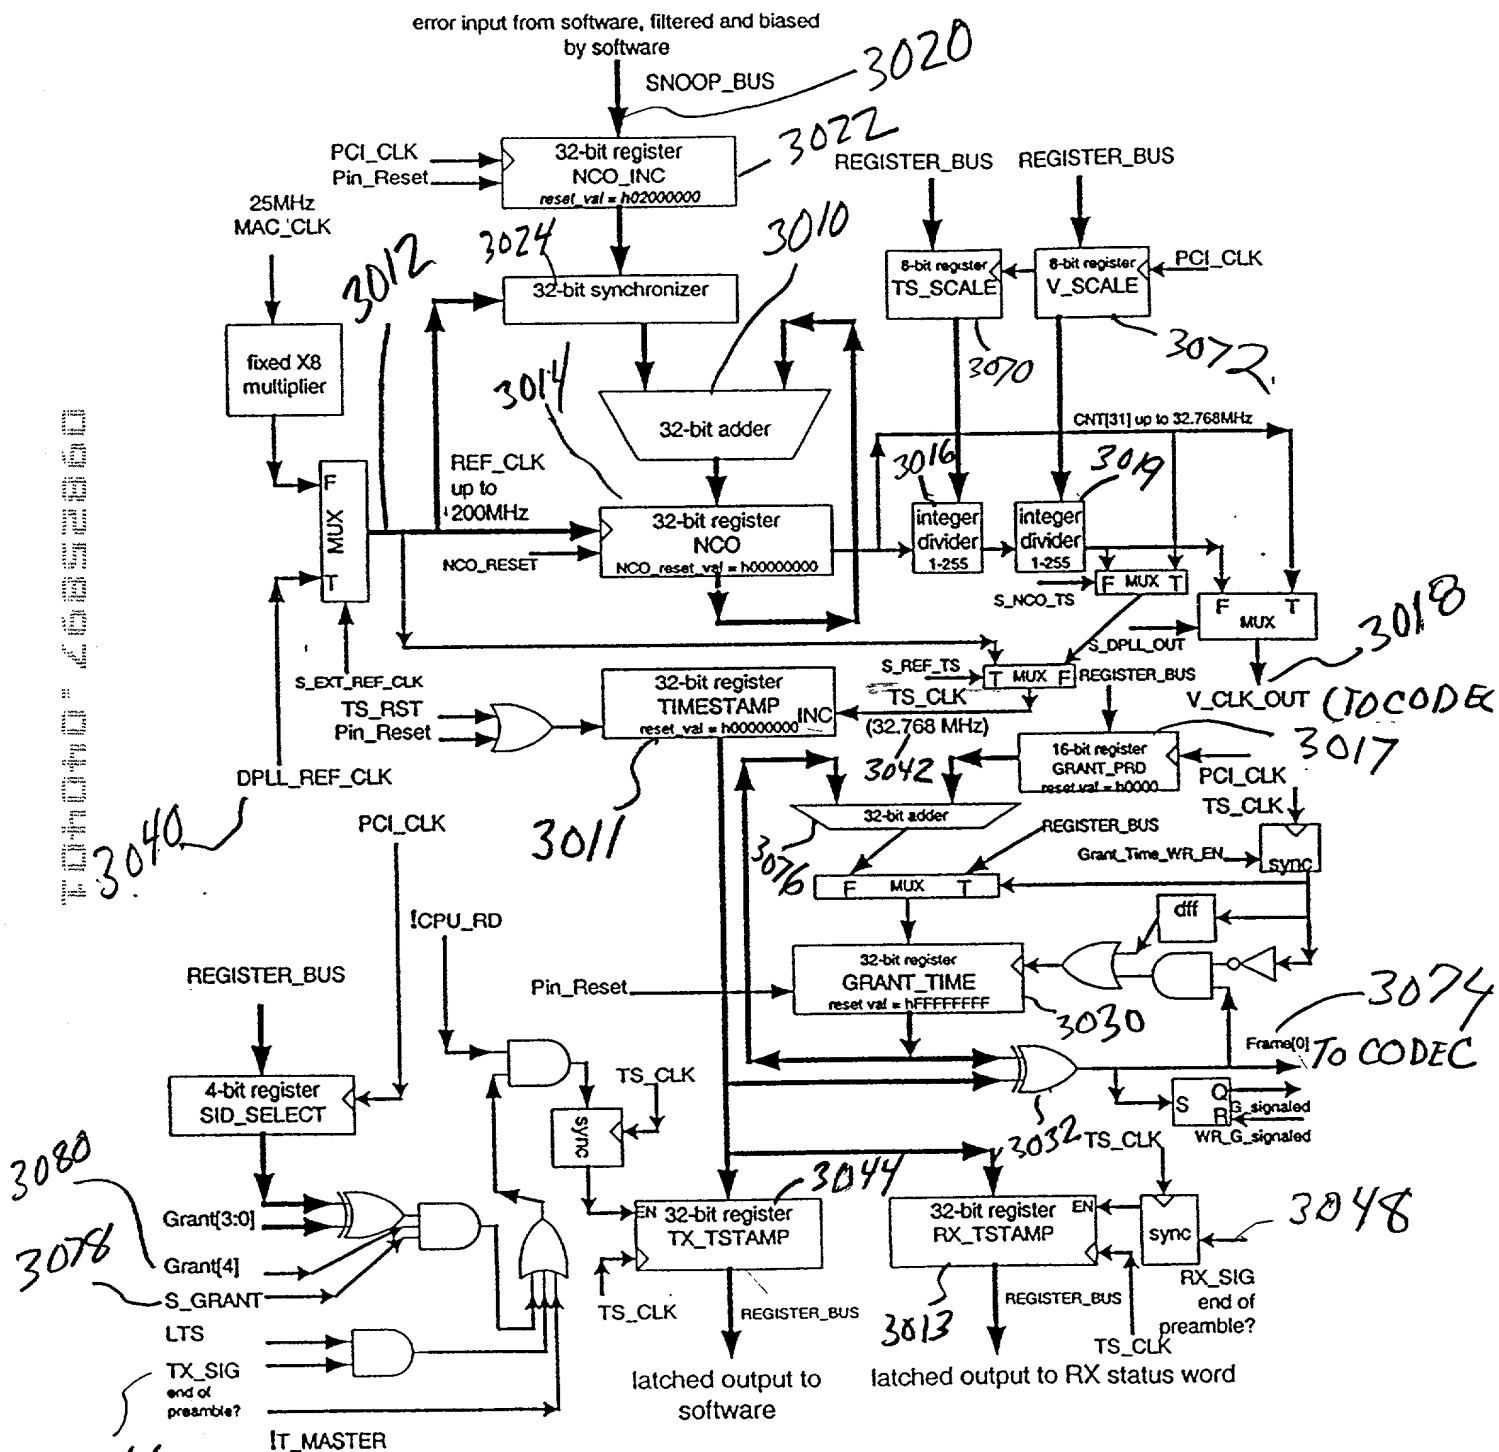 error input from software, filtered and biased
by software
SNOOP_BUS
3020
PCI_CLK
Pin_Reset
32-bit register
NCO_INC
reset_val = h02000000
3022
REGISTER_BUS
REGISTER_BUS
25MHz
MAC_CLK
3012
3024
32-bit synchronizer
3010
8-bit register
TS_SCALE
8-bit register
V_SCALE
PCI_CLK
3070
3072
fixed X8
multiplier
3014
32-bit adder
CNT[31] up to 32.768MHz
F
MUX
T
REF_CLK
up to
200MHz
3016
3019
32-bit register
NCO
NCO_reset_val = h00000000
NCO_RESET
integer
divider
1-255
integer
divider
1-255
S_NCO_TS
F MUX T
F T
MUX
S_DPLL_OUT
3018
V_CLK_OUT (TO CODEC
S_EXT_REF_CLK
TS_RST
Pin_Reset
32-bit register
TIMESTAMP
reset_val = h00000000
INC
S_REF_TS
T MUX F
REGISTER_BUS
TS_CLK
(32.768 MHz)
3042
16-bit register
GRANT_PRD
reset val = h0000
3017
PCI_CLK
DPLL_REF_CLK
3040
3011
32-bit adder
3076
TS_CLK
REGISTER_BUS
Grant_Time_WR_EN
sync
PCI_CLK
F MUX T
dff
!CPU_RD
REGISTER_BUS
Pin_Reset
32-bit register
GRANT_TIME
reset val = hFFFFFFFF
3030
3074
Frame[0]
TO CODEC
4-bit register
SID_SELECT
TS_CLK
sync
S Q
R
G_signaled
WR_G_signaled
3032
TS_CLK
3080
Grant[3:0]
3078
Grant[4]
S_GRANT
3044
EN 32-bit register
TX_TSTAMP
32-bit register EN
RX_TSTAMP
sync
3048
TS_CLK
REGISTER_BUS
3013
REGISTER_BUS
TS_CLK
RX_SIG
end of
preamble?
LTS
TX_SIG
end of
preamble?
!T_MASTER
latched output to
software
latched output to RX status word